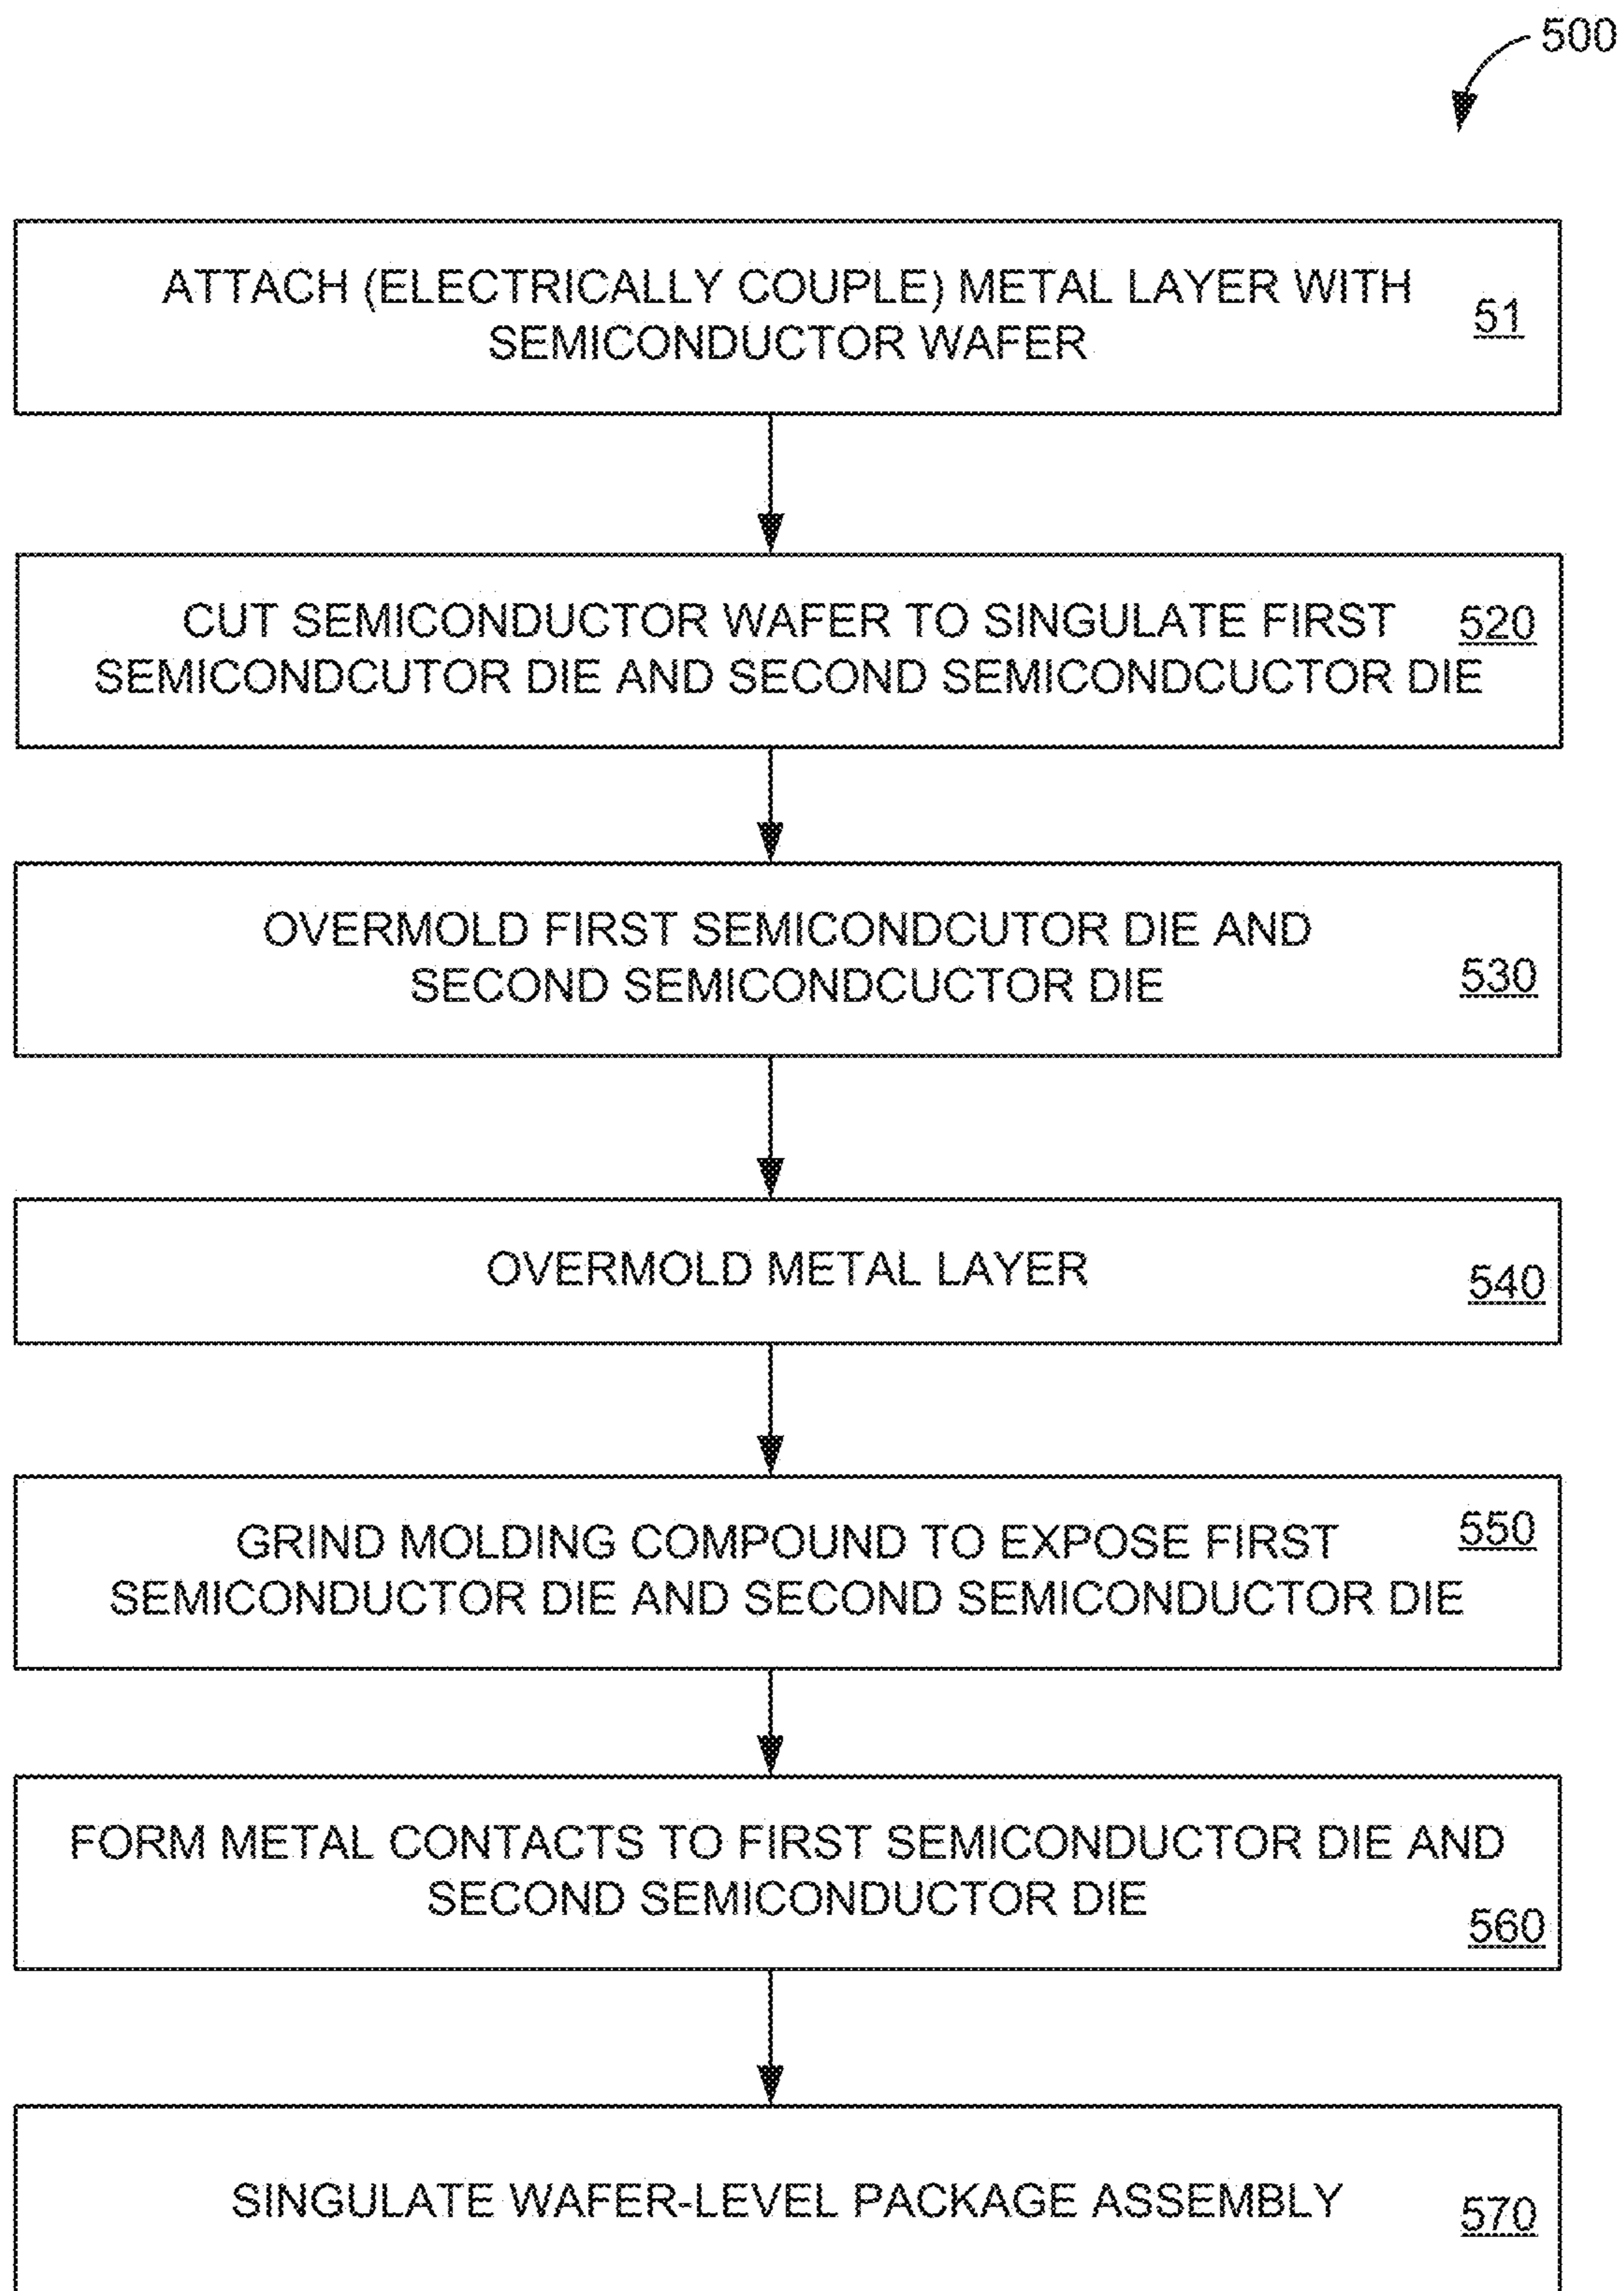 500
ATTACH (ELECTRICALLY COUPLE) METAL LAYER WITH
SEMICONDUCTOR WAFER
51
CUT SEMICONDUCTOR WAFER TO SINGULATE FIRST
SEMICONDCUTOR DIE AND SECOND SEMICONDCUCTOR DIE
520
OVERMOLD FIRST SEMICONDCUTOR DIE AND
SECOND SEMICONDCUCTOR DIE
530
OVERMOLD METAL LAYER
540
GRIND MOLDING COMPOUND TO EXPOSE FIRST
SEMICONDUCTOR DIE AND SECOND SEMICONDUCTOR DIE
550
FORM METAL CONTACTS TO FIRST SEMICONDUCTOR DIE AND
SECOND SEMICONDUCTOR DIE
560
SINGULATE WAFER-LEVEL PACKAGE ASSEMBLY
570